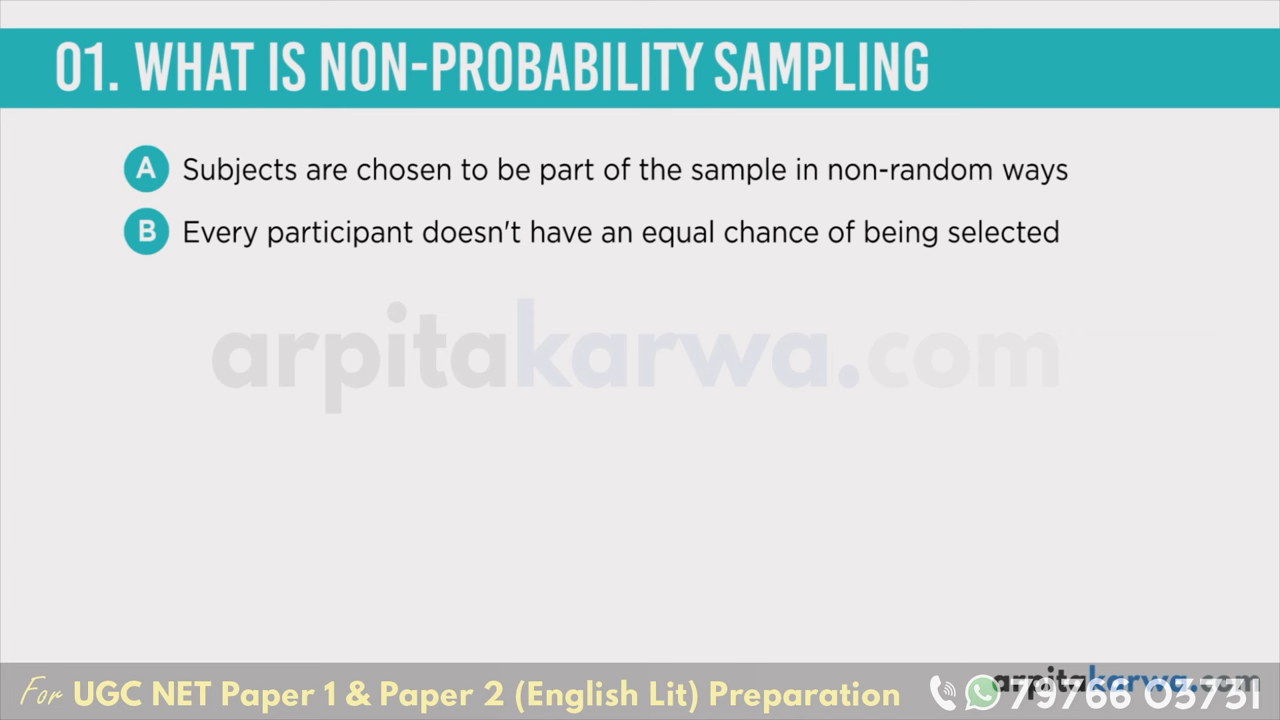 01. WHAT IS NON-PROBABILITY SAMPLING
A Subjects are chosen to be part of the sample in non-random ways
B Every participant doesn't have an equal chance of being selected
arpitakarwa.com
For UGC NET Paper 1 & Paper 2 (English Lit) Preparation
arpitakarwa.com
79766 03731